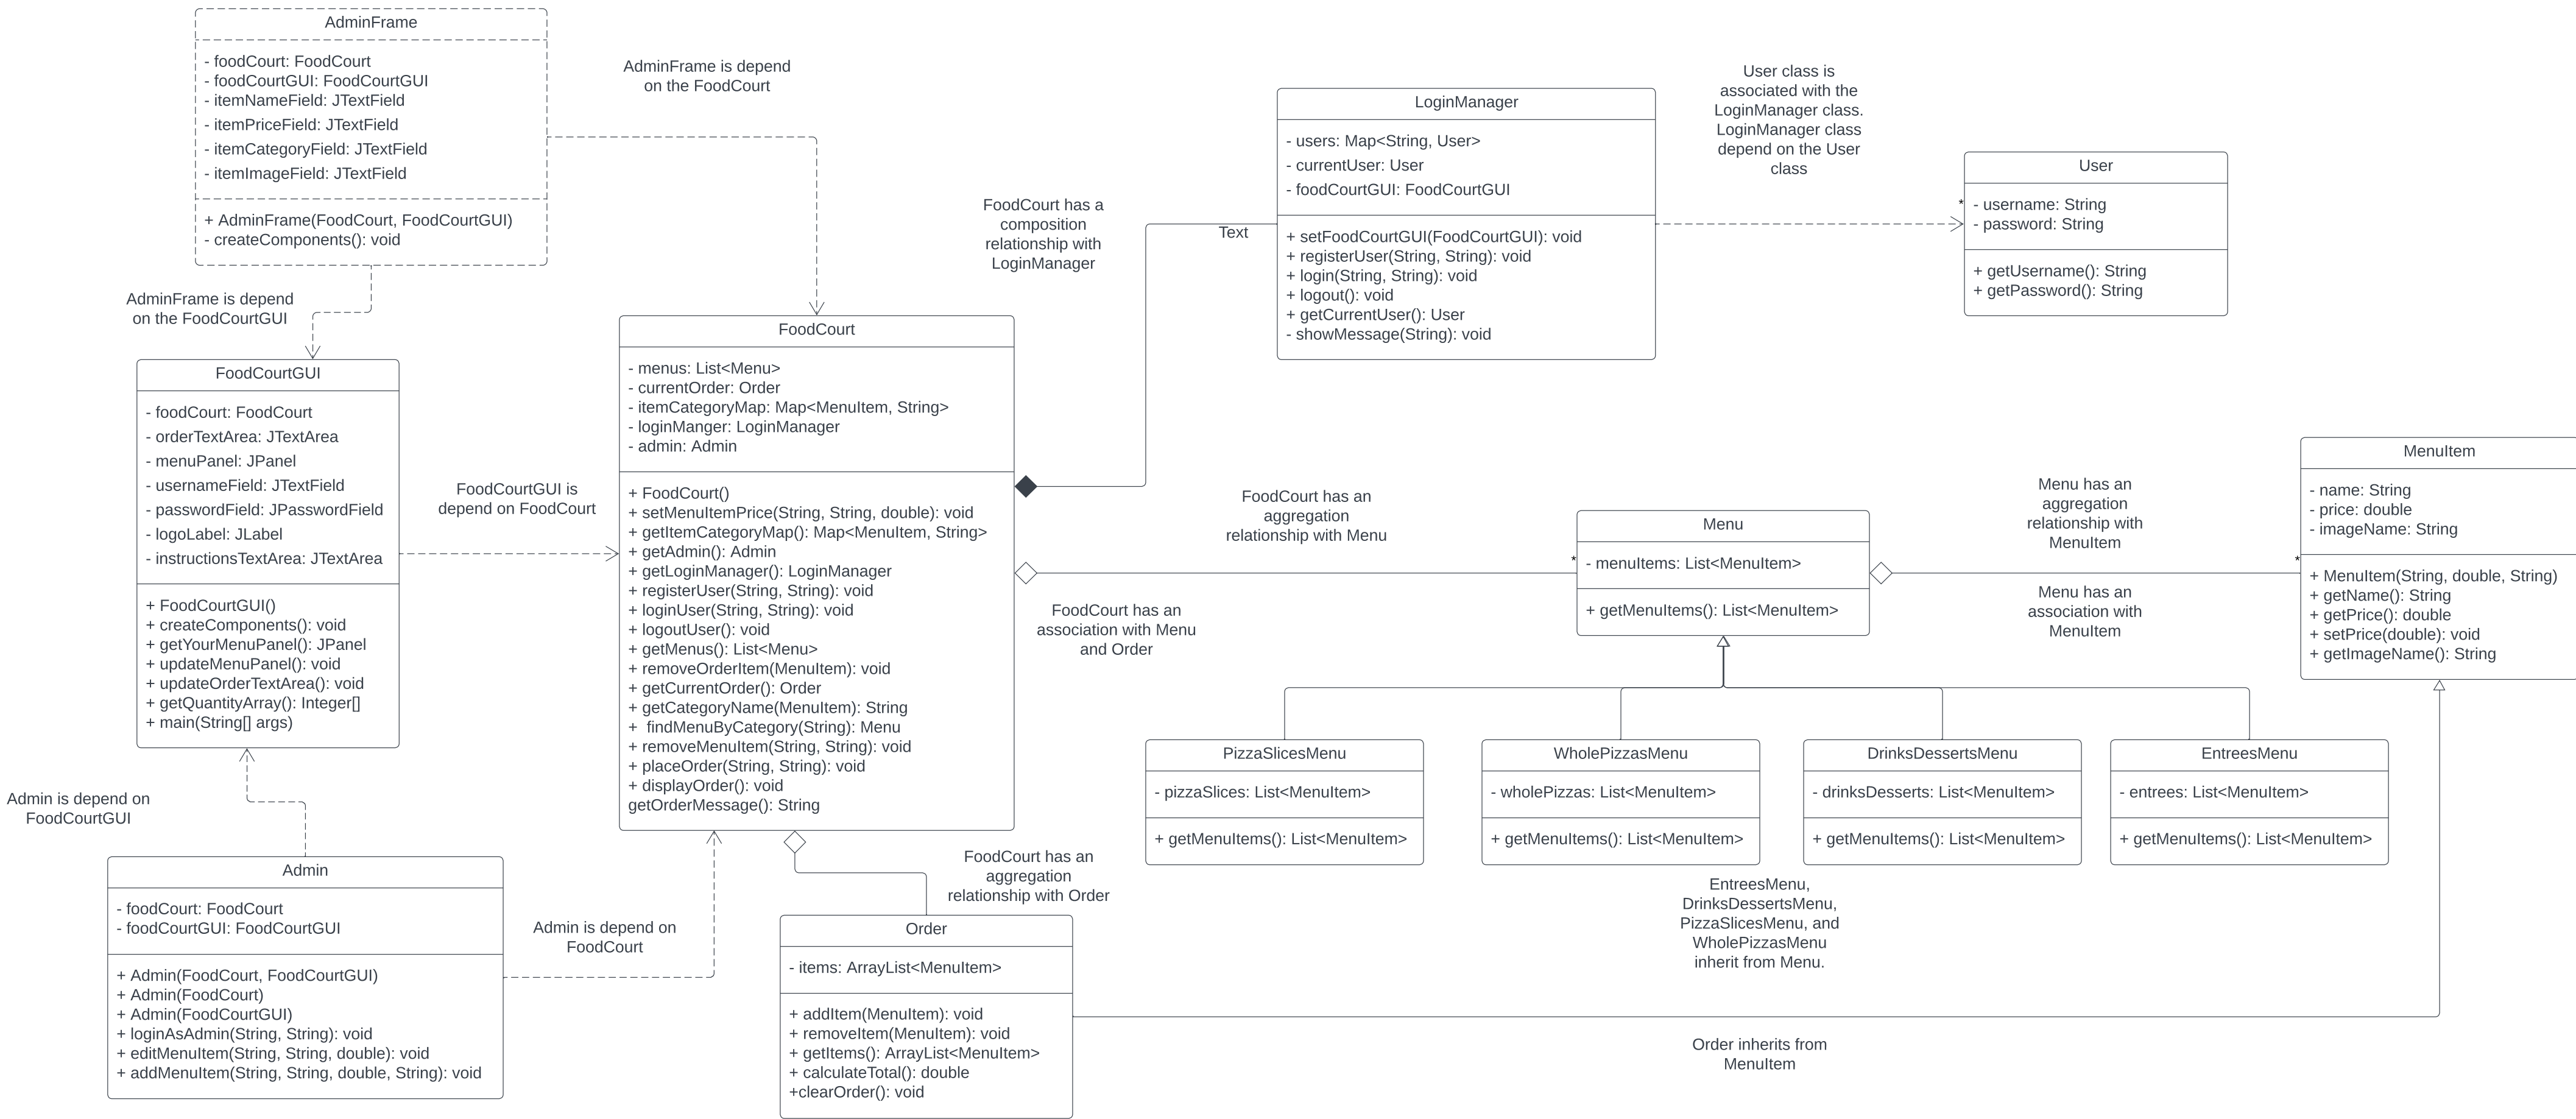 AdminFrame
- foodCourt: FoodCourt
- foodCourtGUI: FoodCourtGUI
- itemNameField: JTextField
- itemPriceField: JTextField
- itemCategoryField: JTextField
- itemImageField: JTextField
+ AdminFrame(FoodCourt, FoodCourtGUI)
- createComponents(): void
AdminFrame is depend
on the FoodCourt
AdminFrame is depend
on the FoodCourtGUI
FoodCourtGUI
- foodCourt: FoodCourt
- orderTextArea: JTextArea
- menuPanel: JPanel
- usernameField: JTextField
- passwordField: JPasswordField
- logoLabel: JLabel
- instructionsTextArea: JTextArea
+ FoodCourtGUI()
+ createComponents(): void
+ getYourMenuPanel(): JPanel
+ updateMenuPanel(): void
+ updateOrderTextArea(): void
+ getQuantityArray(): Integer[]
+ main(String[] args)
FoodCourtGUI is
depend on FoodCourt
Admin is depend on
FoodCourtGUI
Admin
- foodCourt: FoodCourt
- foodCourtGUI: FoodCourtGUI
+ Admin(FoodCourt, FoodCourtGUI)
+ Admin(FoodCourt)
+ Admin(FoodCourtGUI)
+ loginAsAdmin(String, String): void
+ editMenuItem(String, String, double): void
+ addMenuItem(String, String, double, String): void
Admin is depend on
FoodCourt
FoodCourt
- menus: List<Menu>
- currentOrder: Order
- itemCategoryMap: Map<MenuItem, String>
- loginManger: LoginManager
- admin: Admin
+ FoodCourt()
+ setMenuItemPrice(String, String, double): void
+ getItemCategoryMap(): Map<MenuItem, String>
+ getAdmin(): Admin
+ getLoginManager(): LoginManager
+ registerUser(String, String): void
+ loginUser(String, String): void
+ logoutUser(): void
+ getMenus(): List<Menu>
+ removeOrderItem(MenuItem): void
+ getCurrentOrder(): Order
+ getCategoryName(MenuItem): String
+  findMenuByCategory(String): Menu
+ removeMenuItem(String, String): void
+ placeOrder(String, String): void
+ displayOrder(): void
getOrderMessage(): String
FoodCourt has a
composition
relationship with
LoginManager
Text
LoginManager
- users: Map<String, User>
- currentUser: User
- foodCourtGUI: FoodCourtGUI
+ setFoodCourtGUI(FoodCourtGUI): void
+ registerUser(String, String): void
+ login(String, String): void
+ logout(): void
+ getCurrentUser(): User
- showMessage(String): void
User class is
associated with the
LoginManager class.
LoginManager class
depend on the User
class
*
User
- username: String
- password: String
+ getUsername(): String
+ getPassword(): String
FoodCourt has an
aggregation
relationship with Menu
FoodCourt has an
association with Menu
and Order
*
Menu
- menuItems: List<MenuItem>
+ getMenuItems(): List<MenuItem>
Menu has an
aggregation
relationship with
MenuItem
*
Menu has an
association with
MenuItem
MenuItem
- name: String
- price: double
- imageName: String
+ MenuItem(String, double, String)
+ getName(): String
+ getPrice(): double
+ setPrice(double): void
+ getImageName(): String
PizzaSlicesMenu
- pizzaSlices: List<MenuItem>
+ getMenuItems(): List<MenuItem>
WholePizzasMenu
- wholePizzas: List<MenuItem>
+ getMenuItems(): List<MenuItem>
DrinksDessertsMenu
- drinksDesserts: List<MenuItem>
+ getMenuItems(): List<MenuItem>
EntreesMenu
- entrees: List<MenuItem>
+ getMenuItems(): List<MenuItem>
EntreesMenu,
DrinksDessertsMenu,
PizzaSlicesMenu, and
WholePizzasMenu
inherit from Menu.
FoodCourt has an
aggregation
relationship with Order
Order
- items: ArrayList<MenuItem>
+ addItem(MenuItem): void
+ removeItem(MenuItem): void
+ getItems(): ArrayList<MenuItem>
+ calculateTotal(): double
+clearOrder(): void
Order inherits from
MenuItem